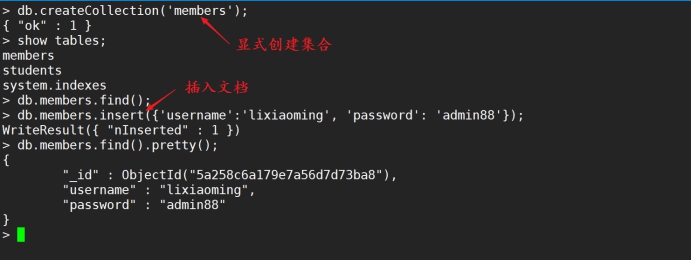 > db.createCollection('members');
{ "ok" : 1 }
显式创建集合
> show tables;
members
students
system.indexes
插入文档
> db.members.find();
> db.members.insert({'username':'lixiaoming', 'password': 'admin88'});
WriteResult({ "nInserted" : 1 })
> db.members.find().pretty();
{
"_id" : ObjectId("5a258c6a179e7a56d7d73ba8"),
"username" : "lixiaoming",
"password" : "admin88"
}
>